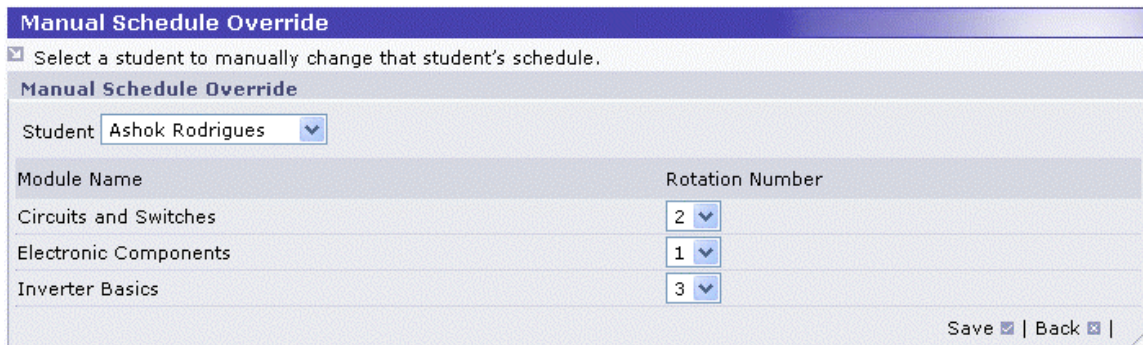 Manual Schedule Override
Select a student to manually change that student's schedule.
Manual Schedule Override
Student Ashok Rodrigues
Module Name Rotation Number
Circuits and Switches 2
Electronic Components 1
Inverter Basics 3
Save | Back |